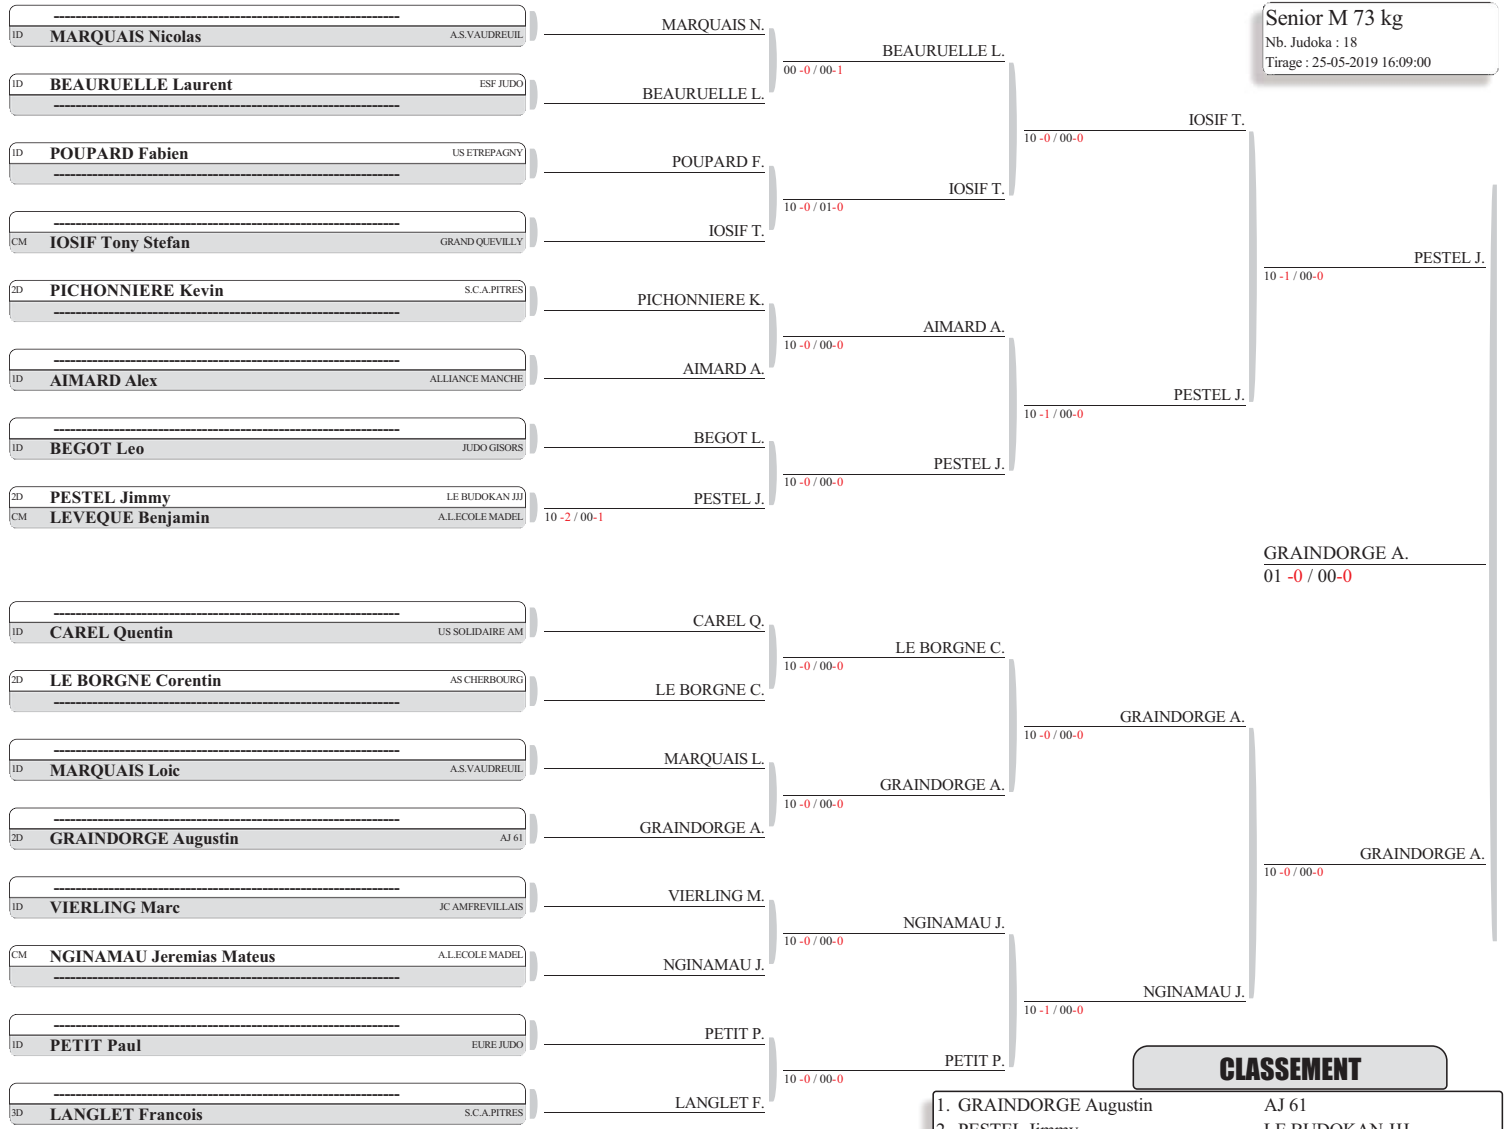 Senior M 73 kg
Nb. Judoka : 18
Tirage : 25-05-2019 16:09:00
1D MARQUAIS Nicolas A.S.VAUDREUIL
1D BEAURUELLE Laurent ESF JUDO
1D POUPARD Fabien US ETREPAGNY
CM IOSIF Tony Stefan GRAND QUEVILLY
2D PICHONNIERE Kevin S.C.A.PITRES
1D AIMARD Alex ALLIANCE MANCHE
1D BEGOT Leo JUDO GISORS
2D PESTEL Jimmy LE BUDOKAN JJJ
CM LEVEQUE Benjamin A.L.ECOLE MADEL
1D CAREL Quentin US SOLIDAIRE AM
2D LE BORGNE Corentin AS CHERBOURG
1D MARQUAIS Loic A.S.VAUDREUIL
2D GRAINDORGE Augustin AJ 61
1D VIERLING Marc JC AMFREVILLAIS
CM NGINAMAU Jeremias Mateus A.L.ECOLE MADEL
1D PETIT Paul EURE JUDO
3D LANGLET Francois S.C.A.PITRES
MARQUAIS N.
BEAURUELLE L.
POUPARD F.
IOSIF T.
PICHONNIERE K.
AIMARD A.
BEGOT L.
PESTEL J.
10 -2 / 00-1
CAREL Q.
LE BORGNE C.
MARQUAIS L.
GRAINDORGE A.
VIERLING M.
NGINAMAU J.
PETIT P.
LANGLET F.
BEAURUELLE L.
00 -0 / 00-1
IOSIF T.
10 -0 / 01-0
AIMARD A.
10 -0 / 00-0
PESTEL J.
10 -0 / 00-0
LE BORGNE C.
10 -0 / 00-0
GRAINDORGE A.
10 -0 / 00-0
NGINAMAU J.
10 -0 / 00-0
PETIT P.
10 -0 / 00-0
IOSIF T.
10 -0 / 00-0
PESTEL J.
10 -1 / 00-0
GRAINDORGE A.
10 -0 / 00-0
NGINAMAU J.
10 -1 / 00-0
PESTEL J.
10 -1 / 00-0
GRAINDORGE A.
10 -0 / 00-0
GRAINDORGE A.
01 -0 / 00-0
CLASSEMENT
1. GRAINDORGE Augustin AJ 61
2. PESTEL Jimmy LE BUDOKAN JJJ